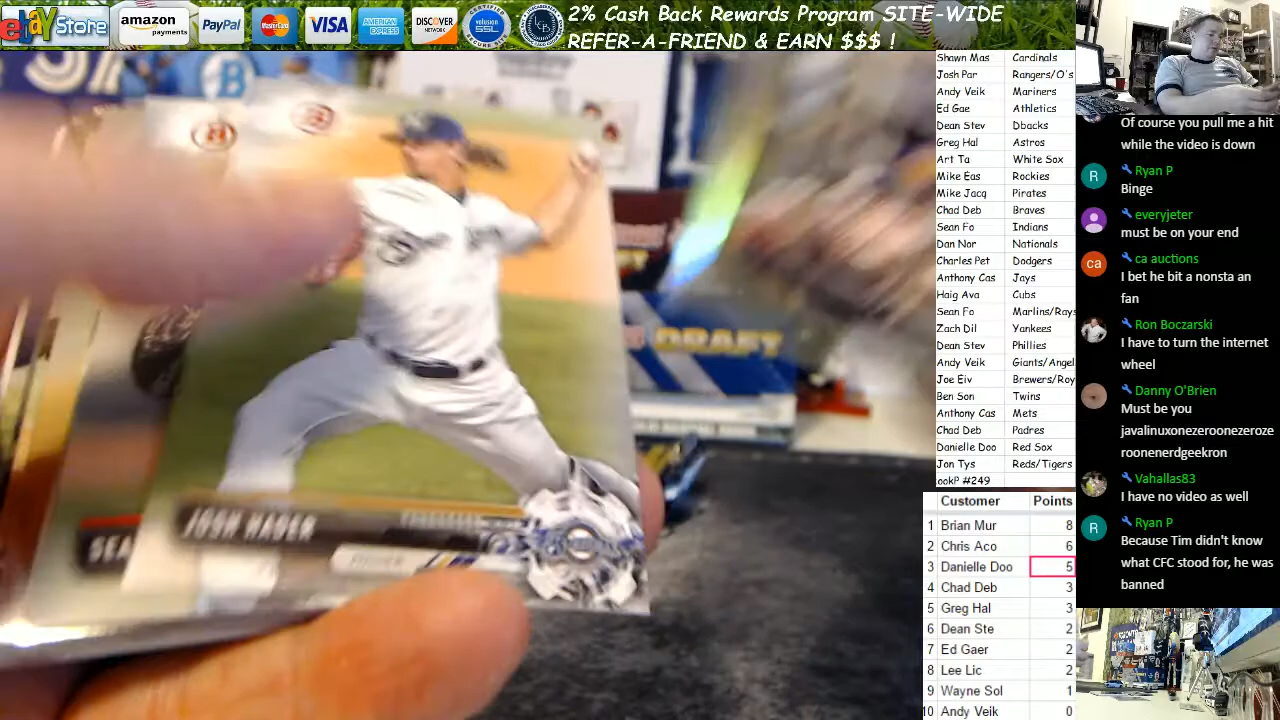 ebay Store
amazon
payments
PayPal
MasterCard
VISA
AMERICAN
EXPRESS
DISCOVER
NETWORK
volusion
SSL
2% Cash Back Rewards Program SITE-WIDE
REFER-A-FRIEND & EARN $$$ !
B
DRAFT
JOSH HADER
SEA
Shawn Mas Cardinals
Josh Par Rangers/O's
Andy Veik Mariners
Ed Gae Athletics
Dean Stev Dbacks
Greg Hal Astros
Art Ta White Sox
Mike Eas Rockies
Mike Jacq Pirates
Chad Deb Braves
Sean Fo Indians
Dan Nor Nationals
Charles Pet Dodgers
Anthony Cas Jays
Haig Ava Cubs
Sean Fo Marlins/Rays
Zach Dil Yankees
Dean Stev Phillies
Andy Veik Giants/Angel
Joe Eiv Brewers/Roy
Ben Son Twins
Anthony Cas Mets
Chad Deb Padres
Danielle Doo Red Sox
Jon Tys Reds/Tigers
ookP #249
Customer Points
1 Brian Mur 8
2 Chris Aco 6
3 Danielle Doo 5
4 Chad Deb 3
5 Greg Hal 3
6 Dean Ste 2
7 Ed Gaer 2
8 Lee Lic 2
9 Wayne Sol 1
10 Andy Veik 0
Of course you pull me a hit
while the video is down
R Ryan P
Binge
everyjeter
must be on your end
ca ca auctions
I bet he bit a nonsta an
fan
Ron Boczarski
I have to turn the internet
wheel
Danny O'Brien
Must be you
javalinuxonezeroonezeroze
roonenerdgeekron
Vahallas83
I have no video as well
R Ryan P
Because Tim didn't know
what CFC stood for, he was
banned